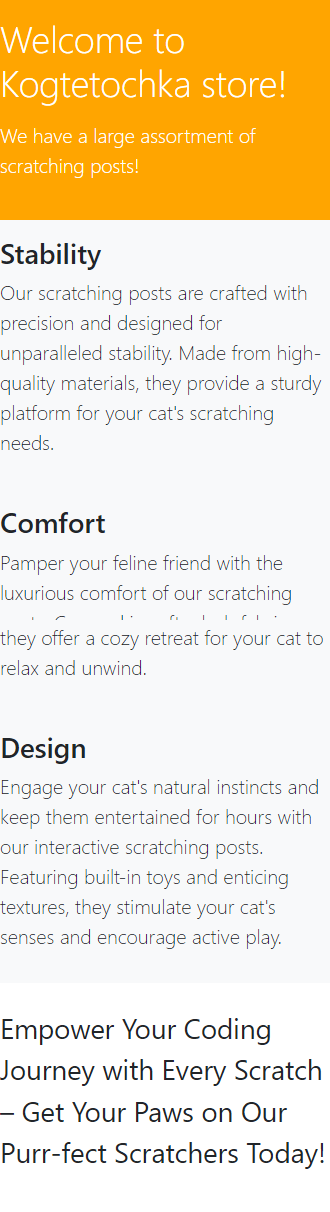 Welcome to
Kogtetochka store!
We have a large assortment of
scratching posts!
Stability
Our scratching posts are crafted with
precision and designed for
unparalleled stability. Made from high-
quality materials, they provide a sturdy
platform for your cat's scratching
needs.
Comfort
Pamper your feline friend with the
luxurious comfort of our scratching
they offer a cozy retreat for your cat to
relax and unwind.
Design
Engage your cat's natural instincts and
keep them entertained for hours with
our interactive scratching posts.
Featuring built-in toys and enticing
textures, they stimulate your cat's
senses and encourage active play.
Empower Your Coding
Journey with Every Scratch
– Get Your Paws on Our
Purr-fect Scratchers Today!